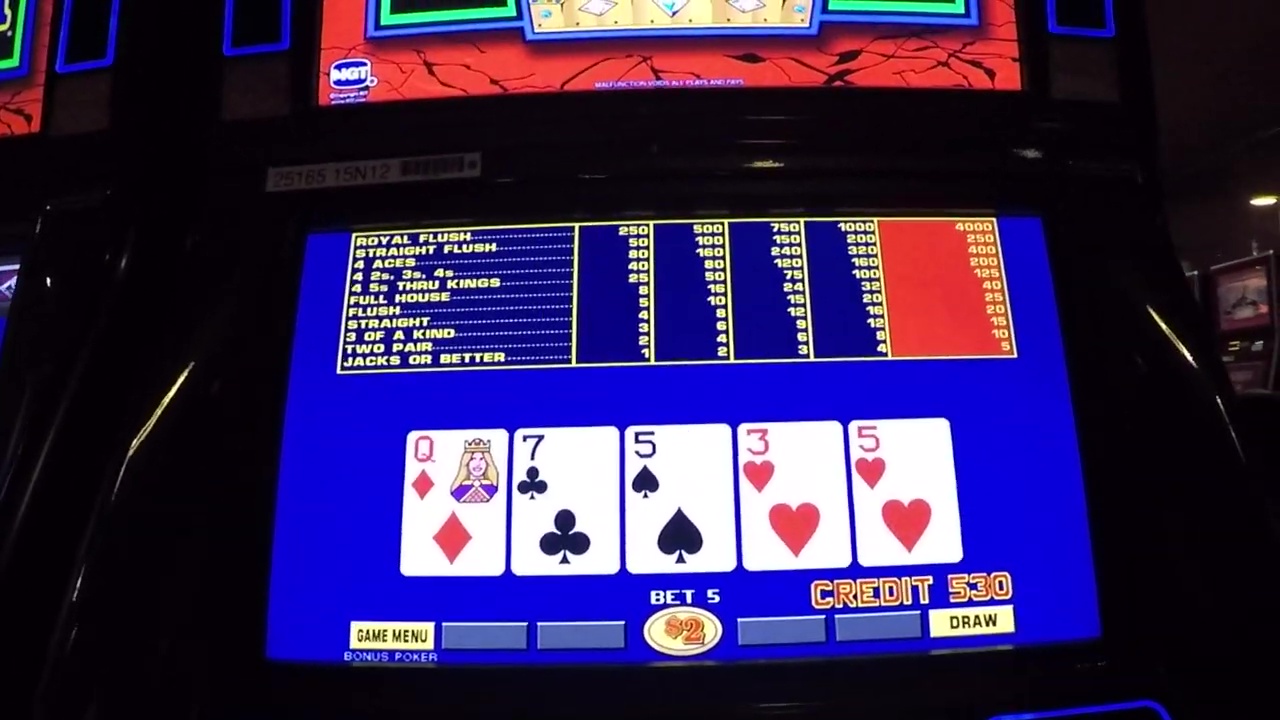 IGT
MALFUNCTION VOIDS ALL PLAYS AND PAYS
25165 15N12
ROYAL FLUSH 250 500 750 1000 4000
STRAIGHT FLUSH 50 100 150 200 250
4 ACES 80 160 240 320 400
4 2s, 3s, 4s 40 80 120 160 200
4 5s THRU KINGS 25 50 75 100 125
FULL HOUSE 8 16 24 32 40
FLUSH 5 10 15 20 25
STRAIGHT 4 8 12 16 20
3 OF A KIND 3 6 9 12 15
TWO PAIR 2 4 6 8 10
JACKS OR BETTER 1 2 3 4 5
Q 7 5 3 5
BET 5
CREDIT 530
GAME MENU
$2
DRAW
BONUS POKER